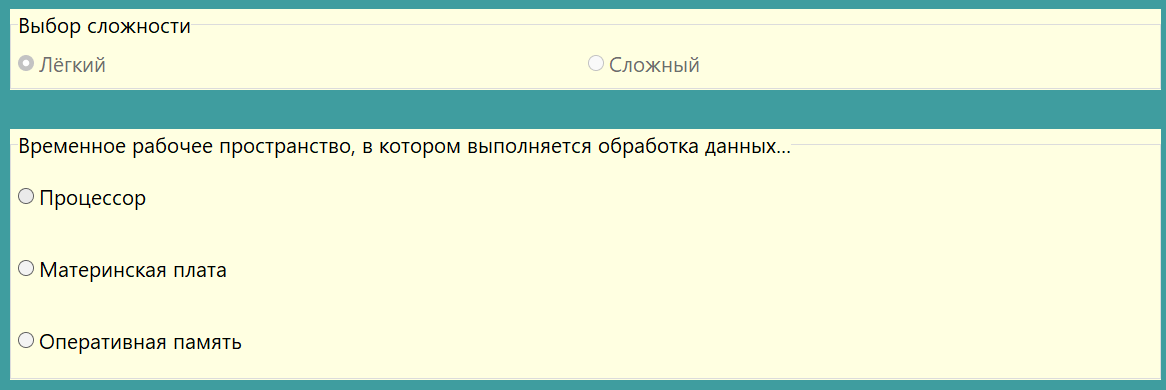 Выбор сложности
Лёгкий Сложный
Временное рабочее пространство, в котором выполняется обработка данных...
Процессор
Материнская плата
Оперативная память